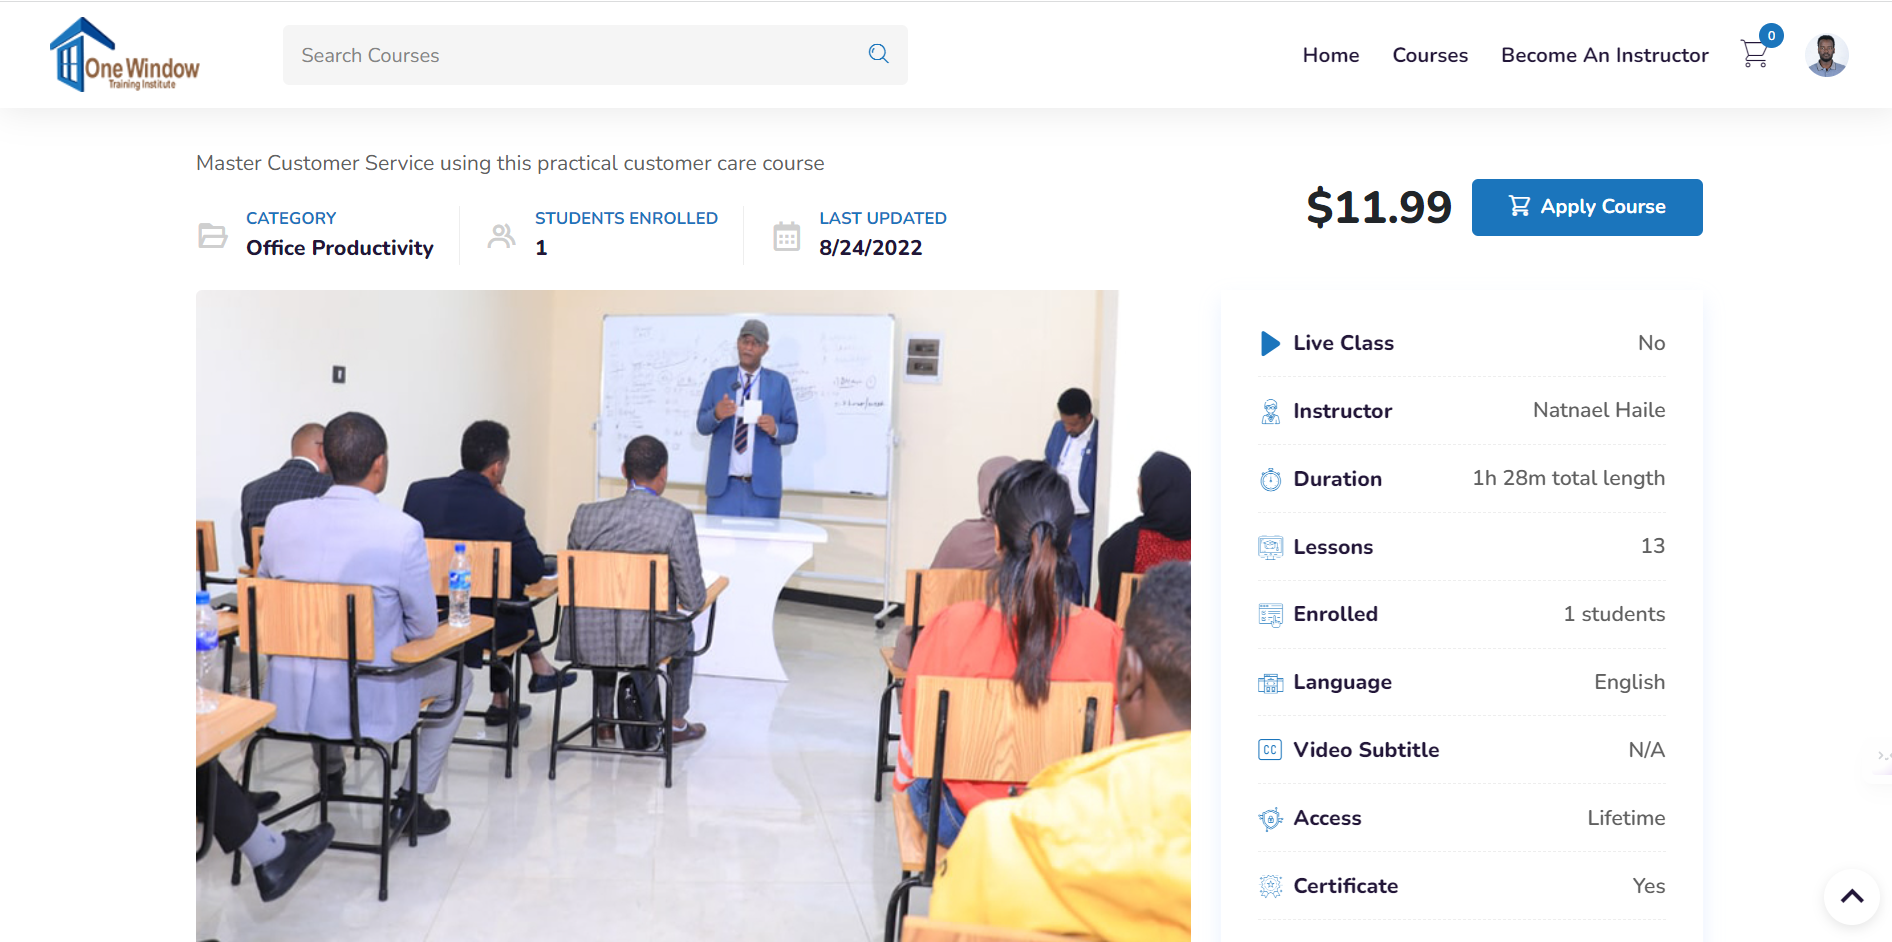 One Window
Training Institute
Search Courses
Home
Courses
Become An Instructor
0
Master Customer Service using this practical customer care course
CATEGORY
Office Productivity
STUDENTS ENROLLED
1
LAST UPDATED
8/24/2022
$11.99
Apply Course
Live Class No
Instructor Natnael Haile
Duration 1h 28m total length
Lessons 13
Enrolled 1 students
Language English
CC Video Subtitle N/A
Access Lifetime
Certificate Yes